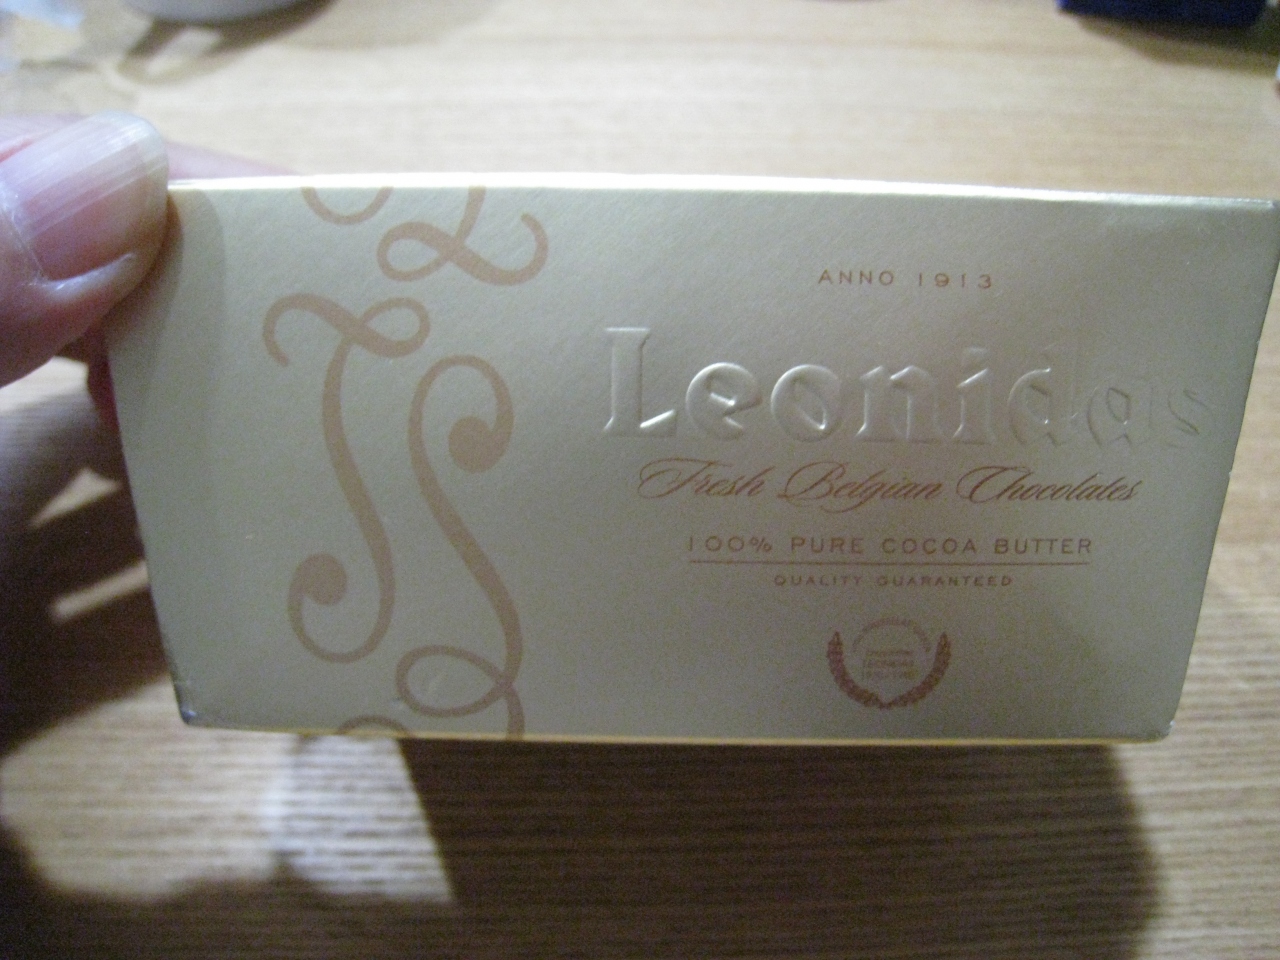 ANNO 1913
Leonidas
Fresh Belgian Chocolates
100% PURE COCOA BUTTER
QUALITY GUARANTEED